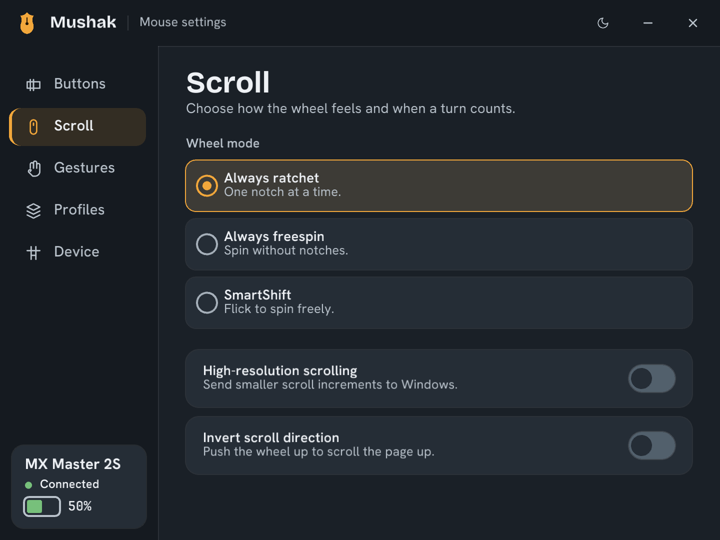 Mushak
Mouse settings
Buttons
Scroll
Gestures
Profiles
Device
MX Master 2S
Connected
50%
Scroll
Choose how the wheel feels and when a turn counts.
Wheel mode
Always ratchet
One notch at a time.
Always freespin
Spin without notches.
SmartShift
Flick to spin freely.
High-resolution scrolling
Send smaller scroll increments to Windows.
Invert scroll direction
Push the wheel up to scroll the page up.